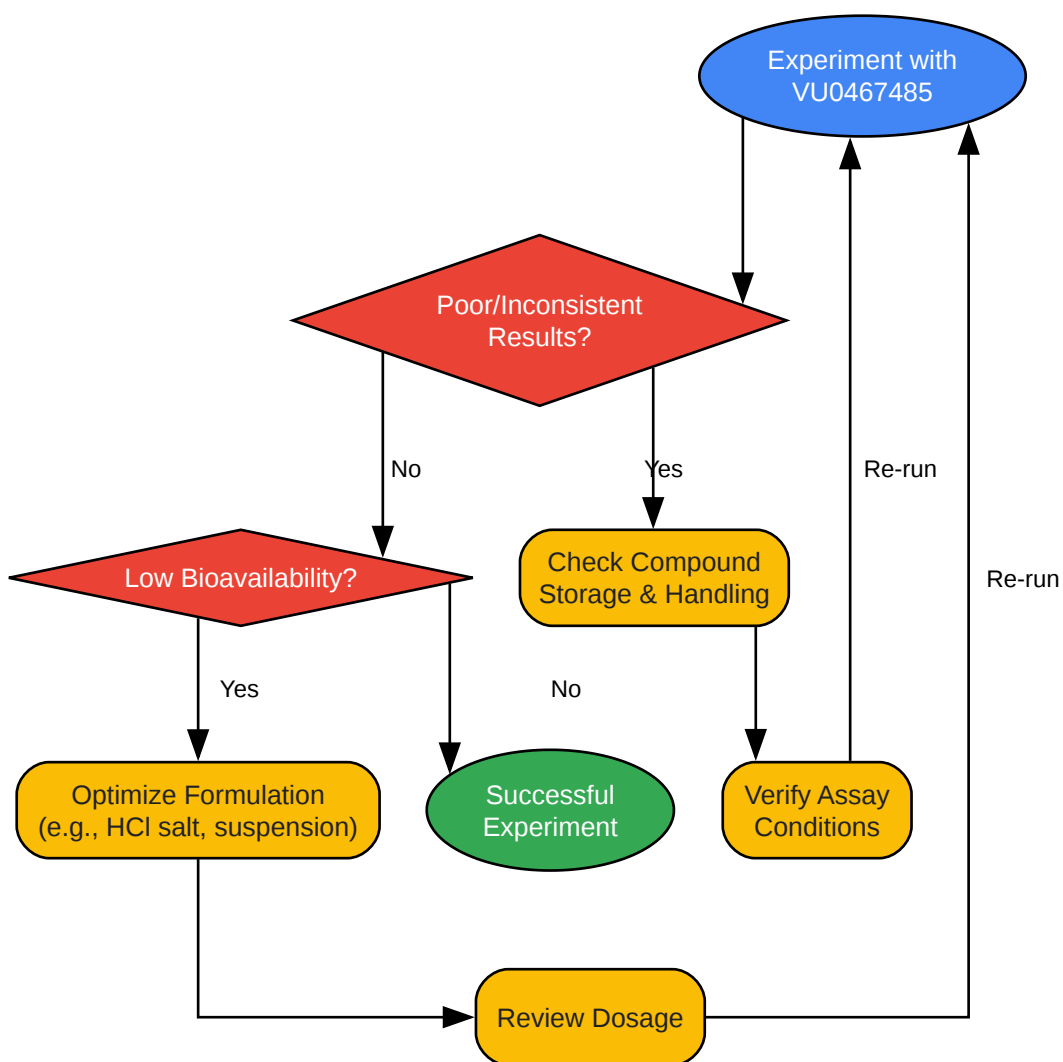 Experiment with
VU0467485
Poor/Inconsistent
Results?
No
Yes
Re-run
Low Bioavailability?
Check Compound
Storage & Handling
Re-run
Yes
No
Optimize Formulation
(e.g., HCl salt, suspension)
Successful
Experiment
Verify Assay
Conditions
Review Dosage